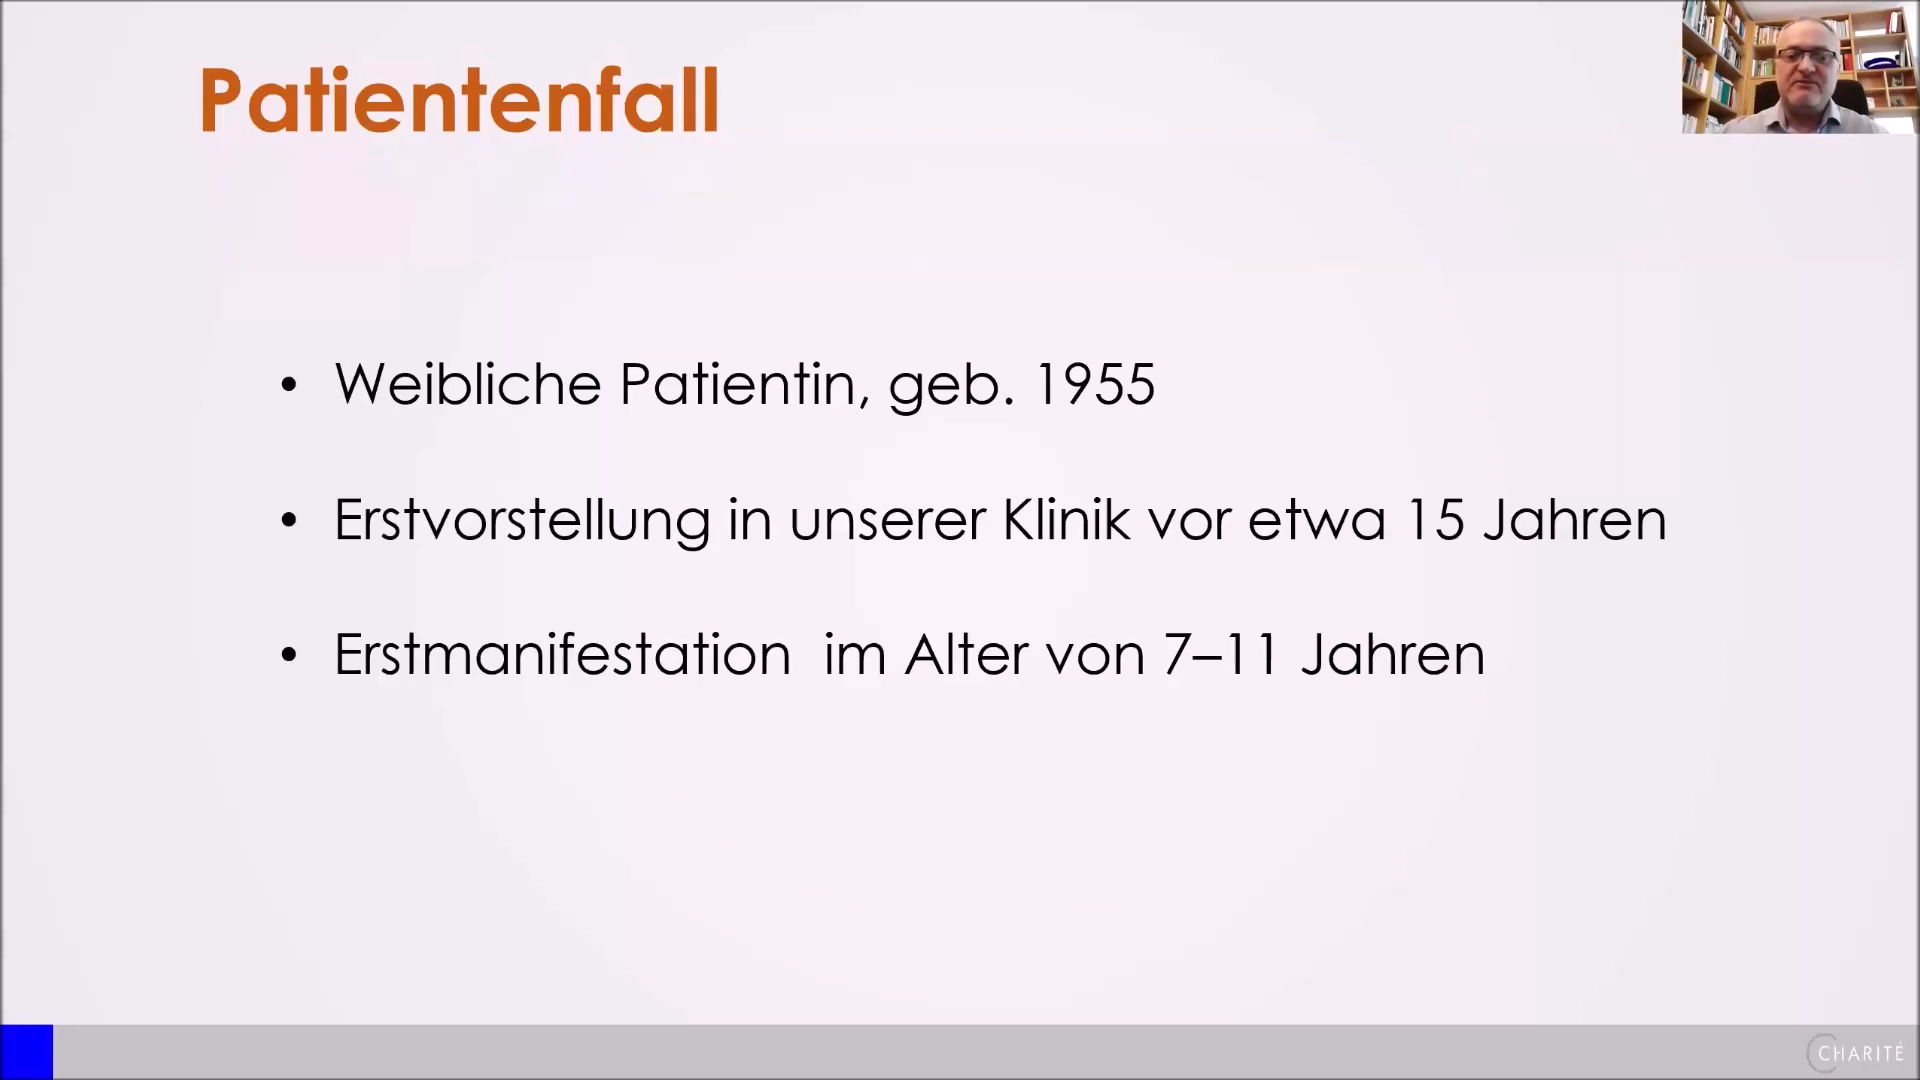 Patientenfall
• Weibliche Patientin, geb. 1955
• Erstvorstellung in unserer Klinik vor etwa 15 Jahren
• Erstmanifestation  im Alter von 7–11 Jahren
CHARITÉ